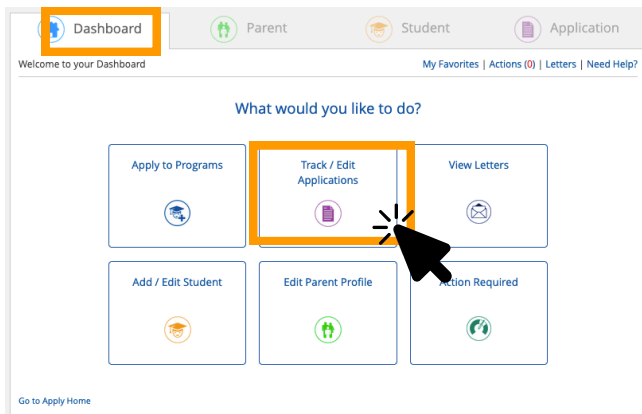 Dashboard
Parent
Student
Application
Welcome to your Dashboard
My Favorites | Actions (0) | Letters | Need Help?
What would you like to do?
Apply to Programs
Track / Edit
Applications
View Letters
Add / Edit Student
Edit Parent Profile
Action Required
Go to Apply Home